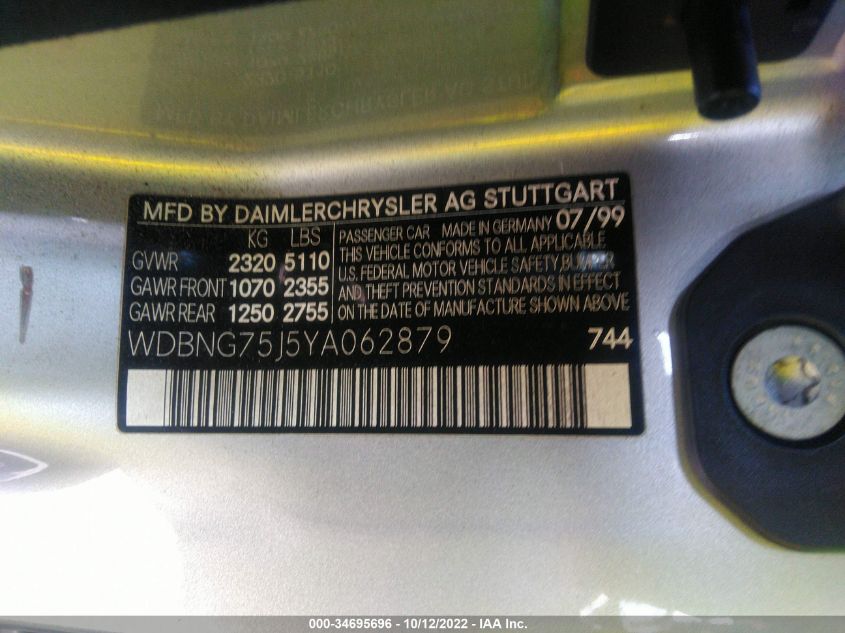 MFD BY DAIMLERCHRYSLER AG STUTTGART
KG LBS
GVWR 2320 5110
GAWR FRONT 1070 2355
GAWR REAR 1250 2755
PASSENGER CAR MADE IN GERMANY 07/99
THIS VEHICLE CONFORMS TO ALL APPLICABLE
U.S. FEDERAL MOTOR VEHICLE SAFETY,BUMPER
AND THEFT PREVENTION STANDARDS IN EFFECT
ON THE DATE OF MANUFACTURE SHOWN ABOVE
WDBNG75J5YA062879 744
000-34695696 - 10/12/2022 - IAA Inc.